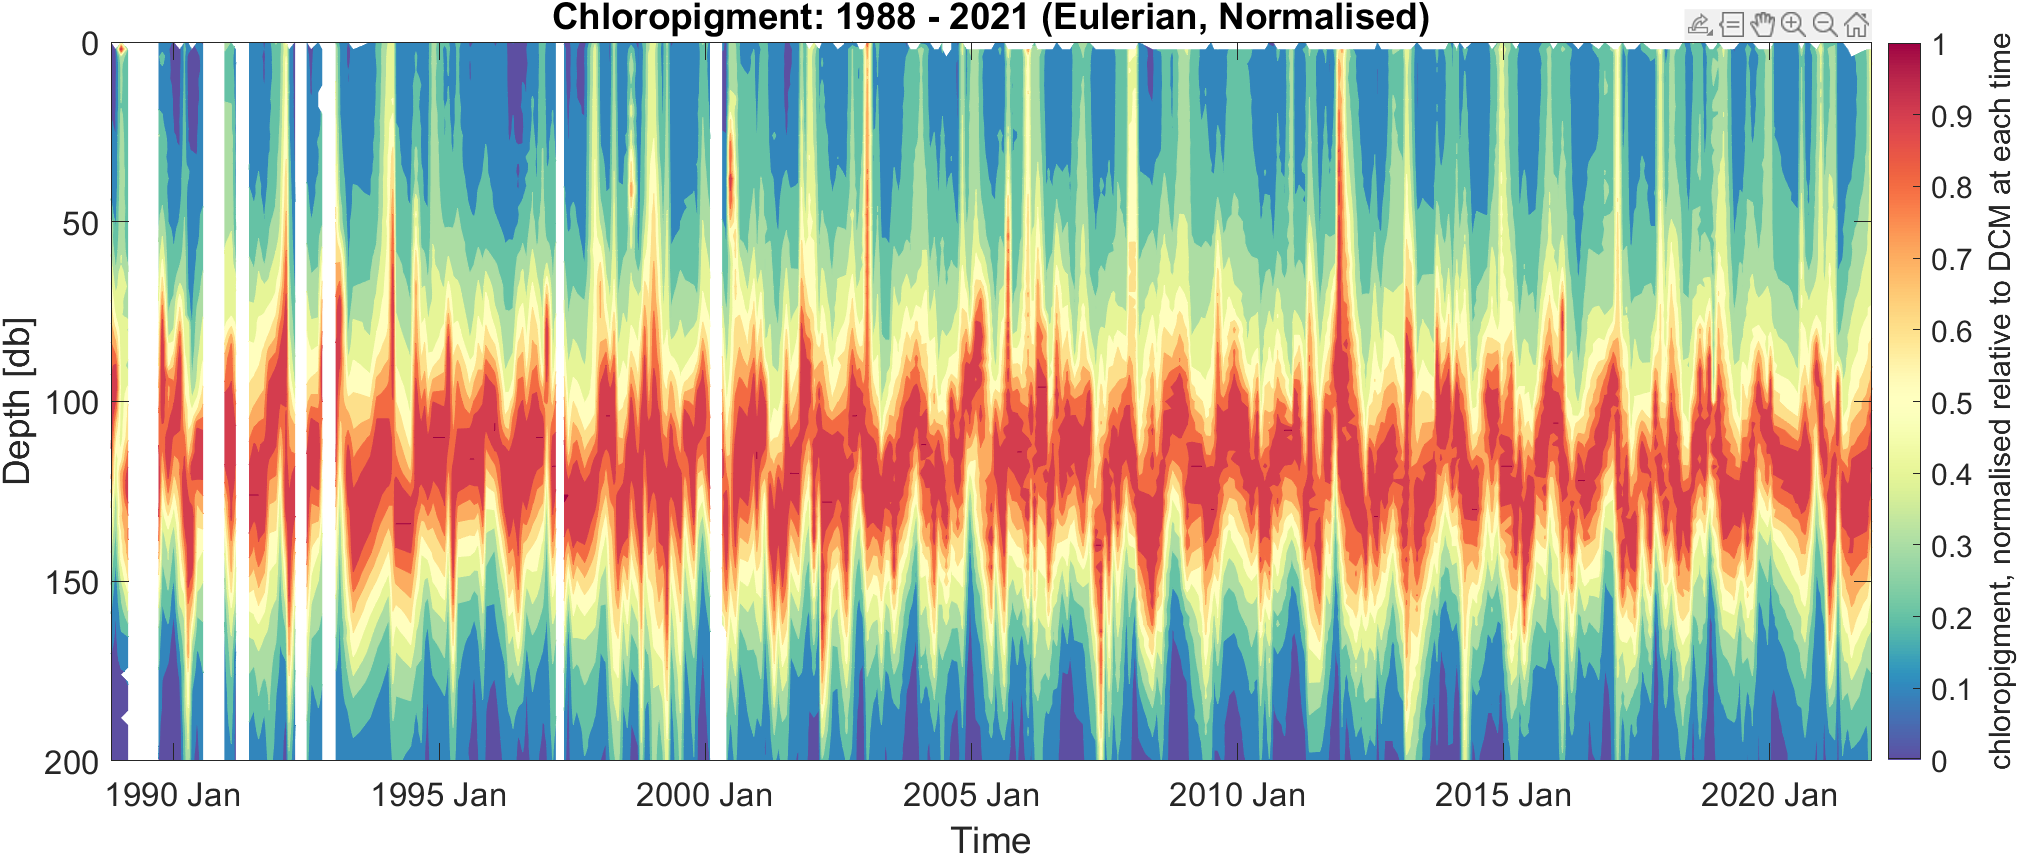 Chloropigment: 1988 - 2021 (Eulerian, Normalised)
0
50
100
150
200
Depth [db]
1990 Jan
1995 Jan
2000 Jan
2005 Jan
2010 Jan
2015 Jan
2020 Jan
Time
1
0.9
0.8
0.7
0.6
0.5
0.4
0.3
0.2
0.1
0
chloropigment, normalised relative to DCM at each time